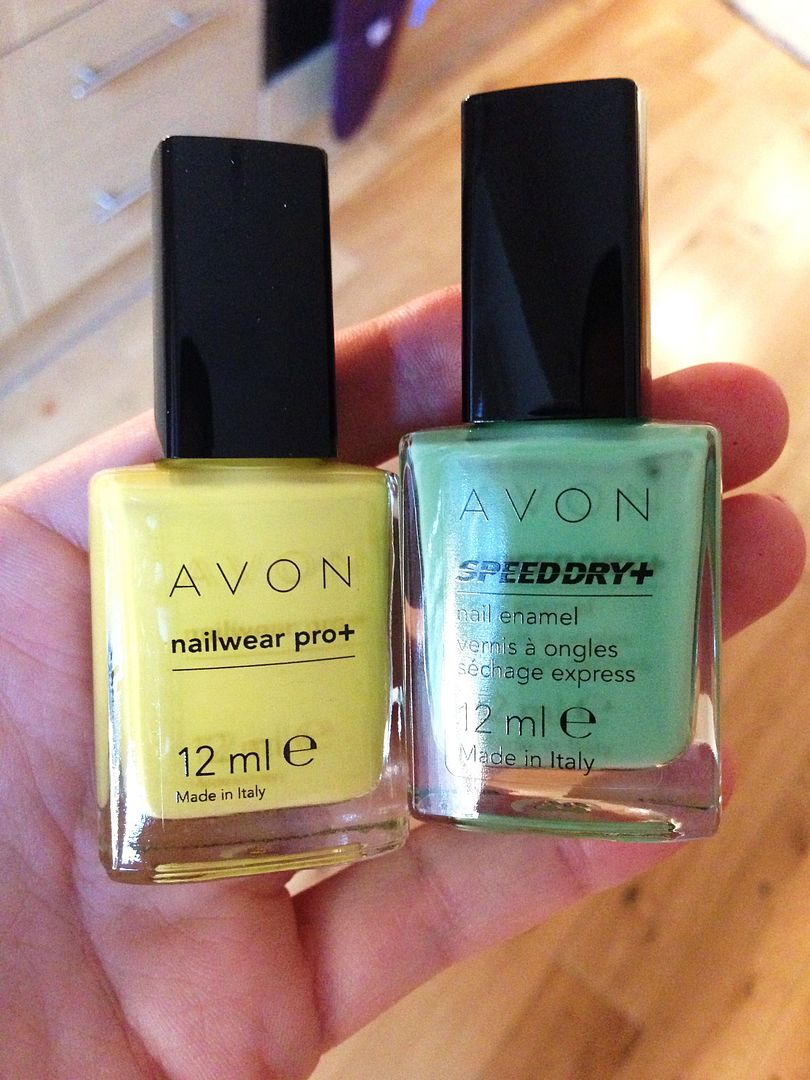 AVON
nailwear pro+
12 ml e
Made in Italy
AVON
SPEEDDRY+
nail enamel
vernis à ongles
séchage express
12 ml e
Made in Italy